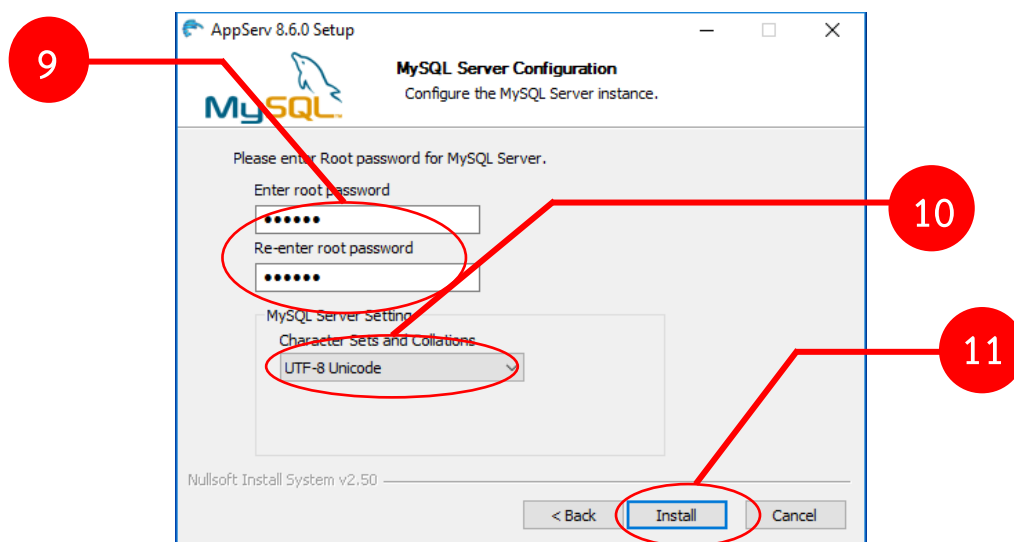 AppServ 8.6.0 Setup
9
MySQL Server Configuration
Configure the MySQL Server instance.
MySQL
Please enter Root password for MySQL Server.
Enter root password
••••••
10
Re-enter root password
••••••
MySQL Server Setting
Character Sets and Collations
11
UTF-8 Unicode
Nullsoft Install System v2.50
< Back
Install
Cancel